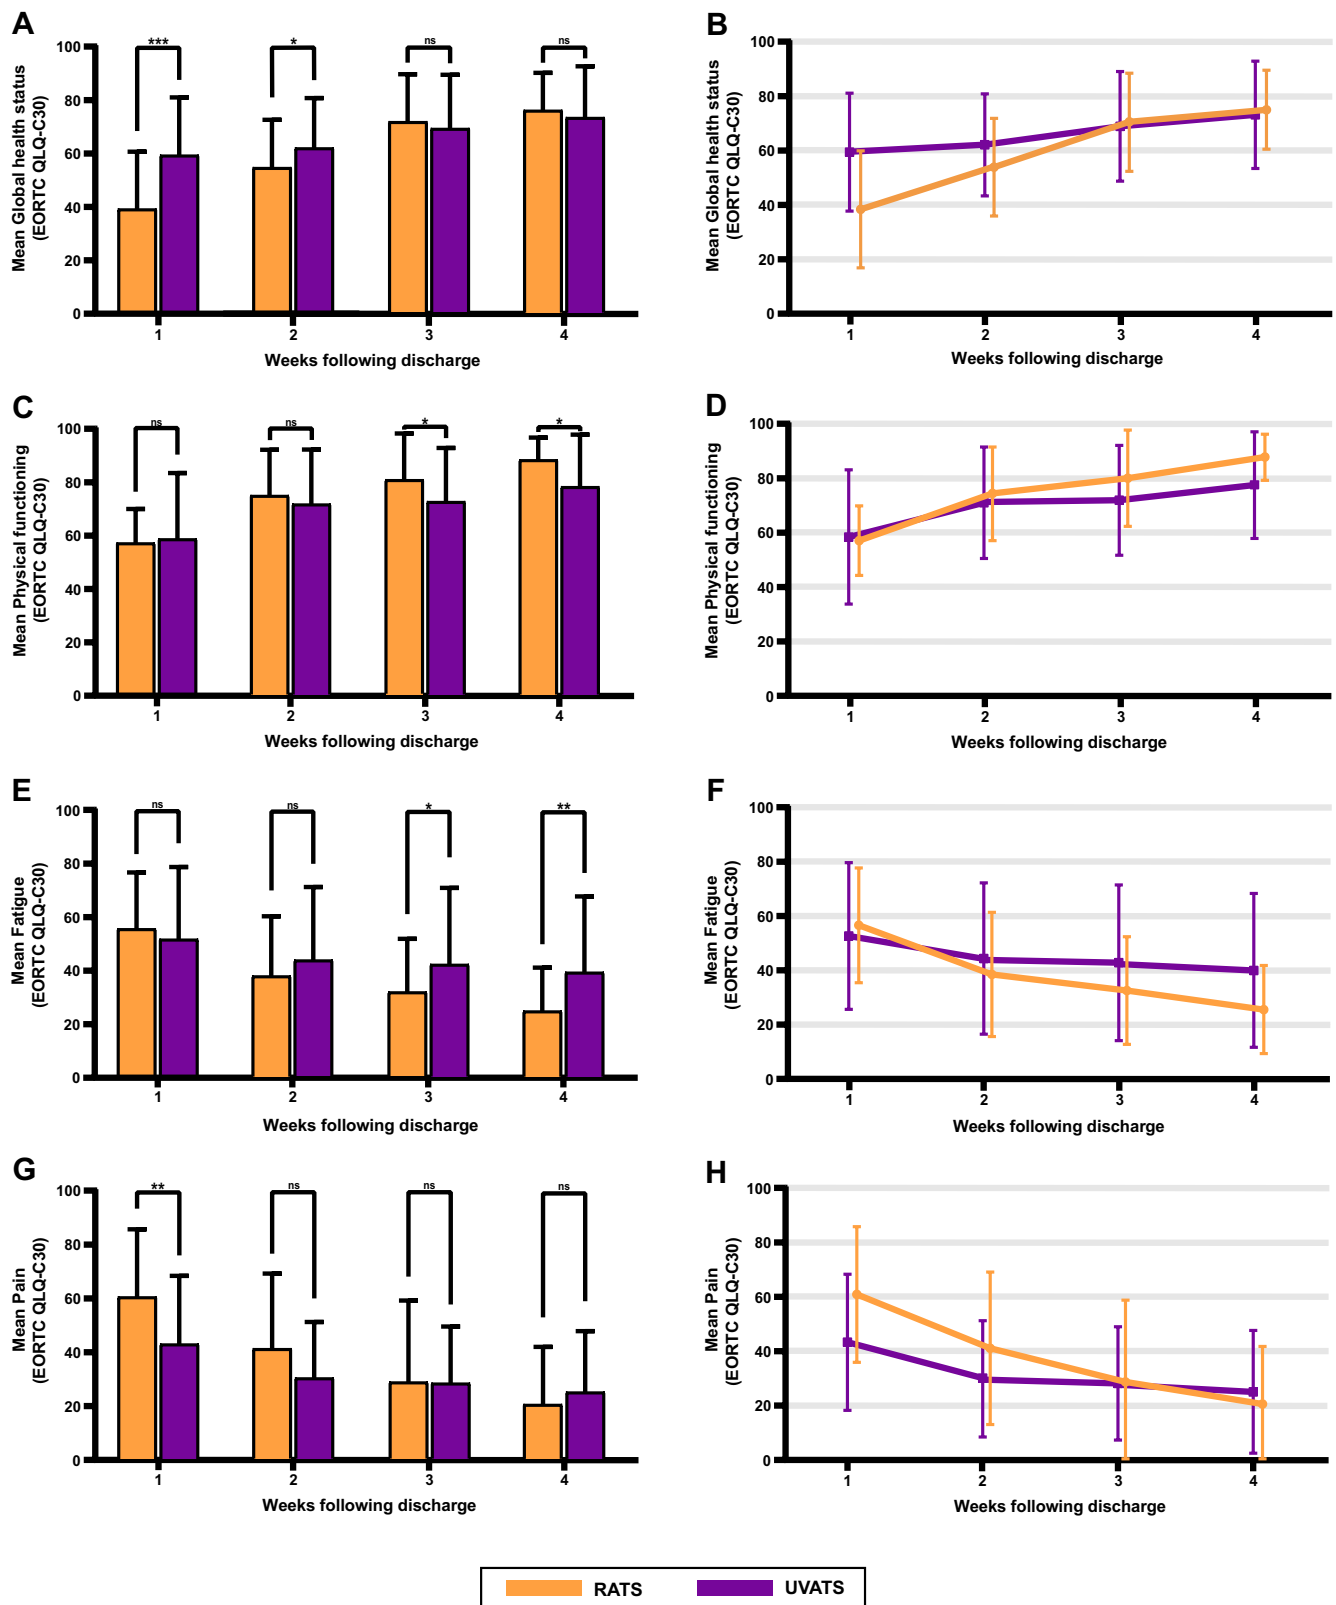 A
Mean Global health status
(EORTC QLQ-C30)
100
80
60
40
20
0
***
*
ns
ns
1
2
3
4
Weeks following discharge
B
Mean Global health status
(EORTC QLQ-C30)
100
80
60
40
20
0
1
2
3
4
Weeks following discharge
C
Mean Physical functioning
(EORTC QLQ-C30)
100
80
60
40
20
0
ns
ns
*
*
1
2
3
4
Weeks following discharge
D
Mean Physical functioning
(EORTC QLQ-C30)
100
80
60
40
20
0
1
2
3
4
Weeks following discharge
E
Mean Fatigue
(EORTC QLQ-C30)
100
80
60
40
20
0
ns
ns
*
**
1
2
3
4
Weeks following discharge
F
Mean Fatigue
(EORTC QLQ-C30)
100
80
60
40
20
0
1
2
3
4
Weeks following discharge
G
Mean Pain
(EORTC QLQ-C30)
100
80
60
40
20
0
**
ns
ns
ns
1
2
3
4
Weeks following discharge
H
Mean Pain
(EORTC QLQ-C30)
100
80
60
40
20
0
1
2
3
4
Weeks following discharge
RATS
UVATS